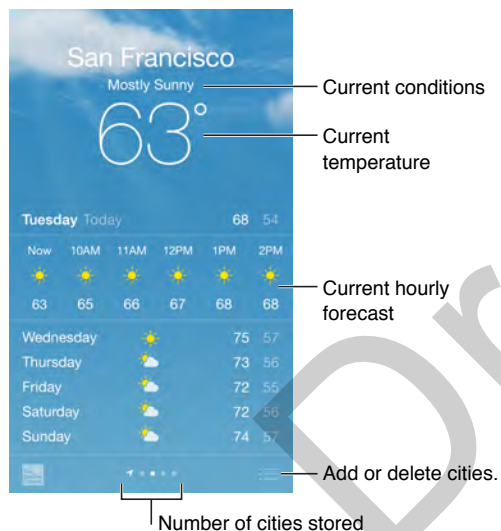 San Francisco
Mostly Sunny
Current conditions
63°
Current
temperature
Tuesday Today 68 54
Now 10AM 11AM 12PM 1PM 2PM
63 65 66 67 68 68
Current hourly
forecast
Wednesday 75 57
Thursday 73 56
Friday 72 55
Saturday 72 56
Sunday 74 57
Add or delete cities.
Number of cities stored
Dr